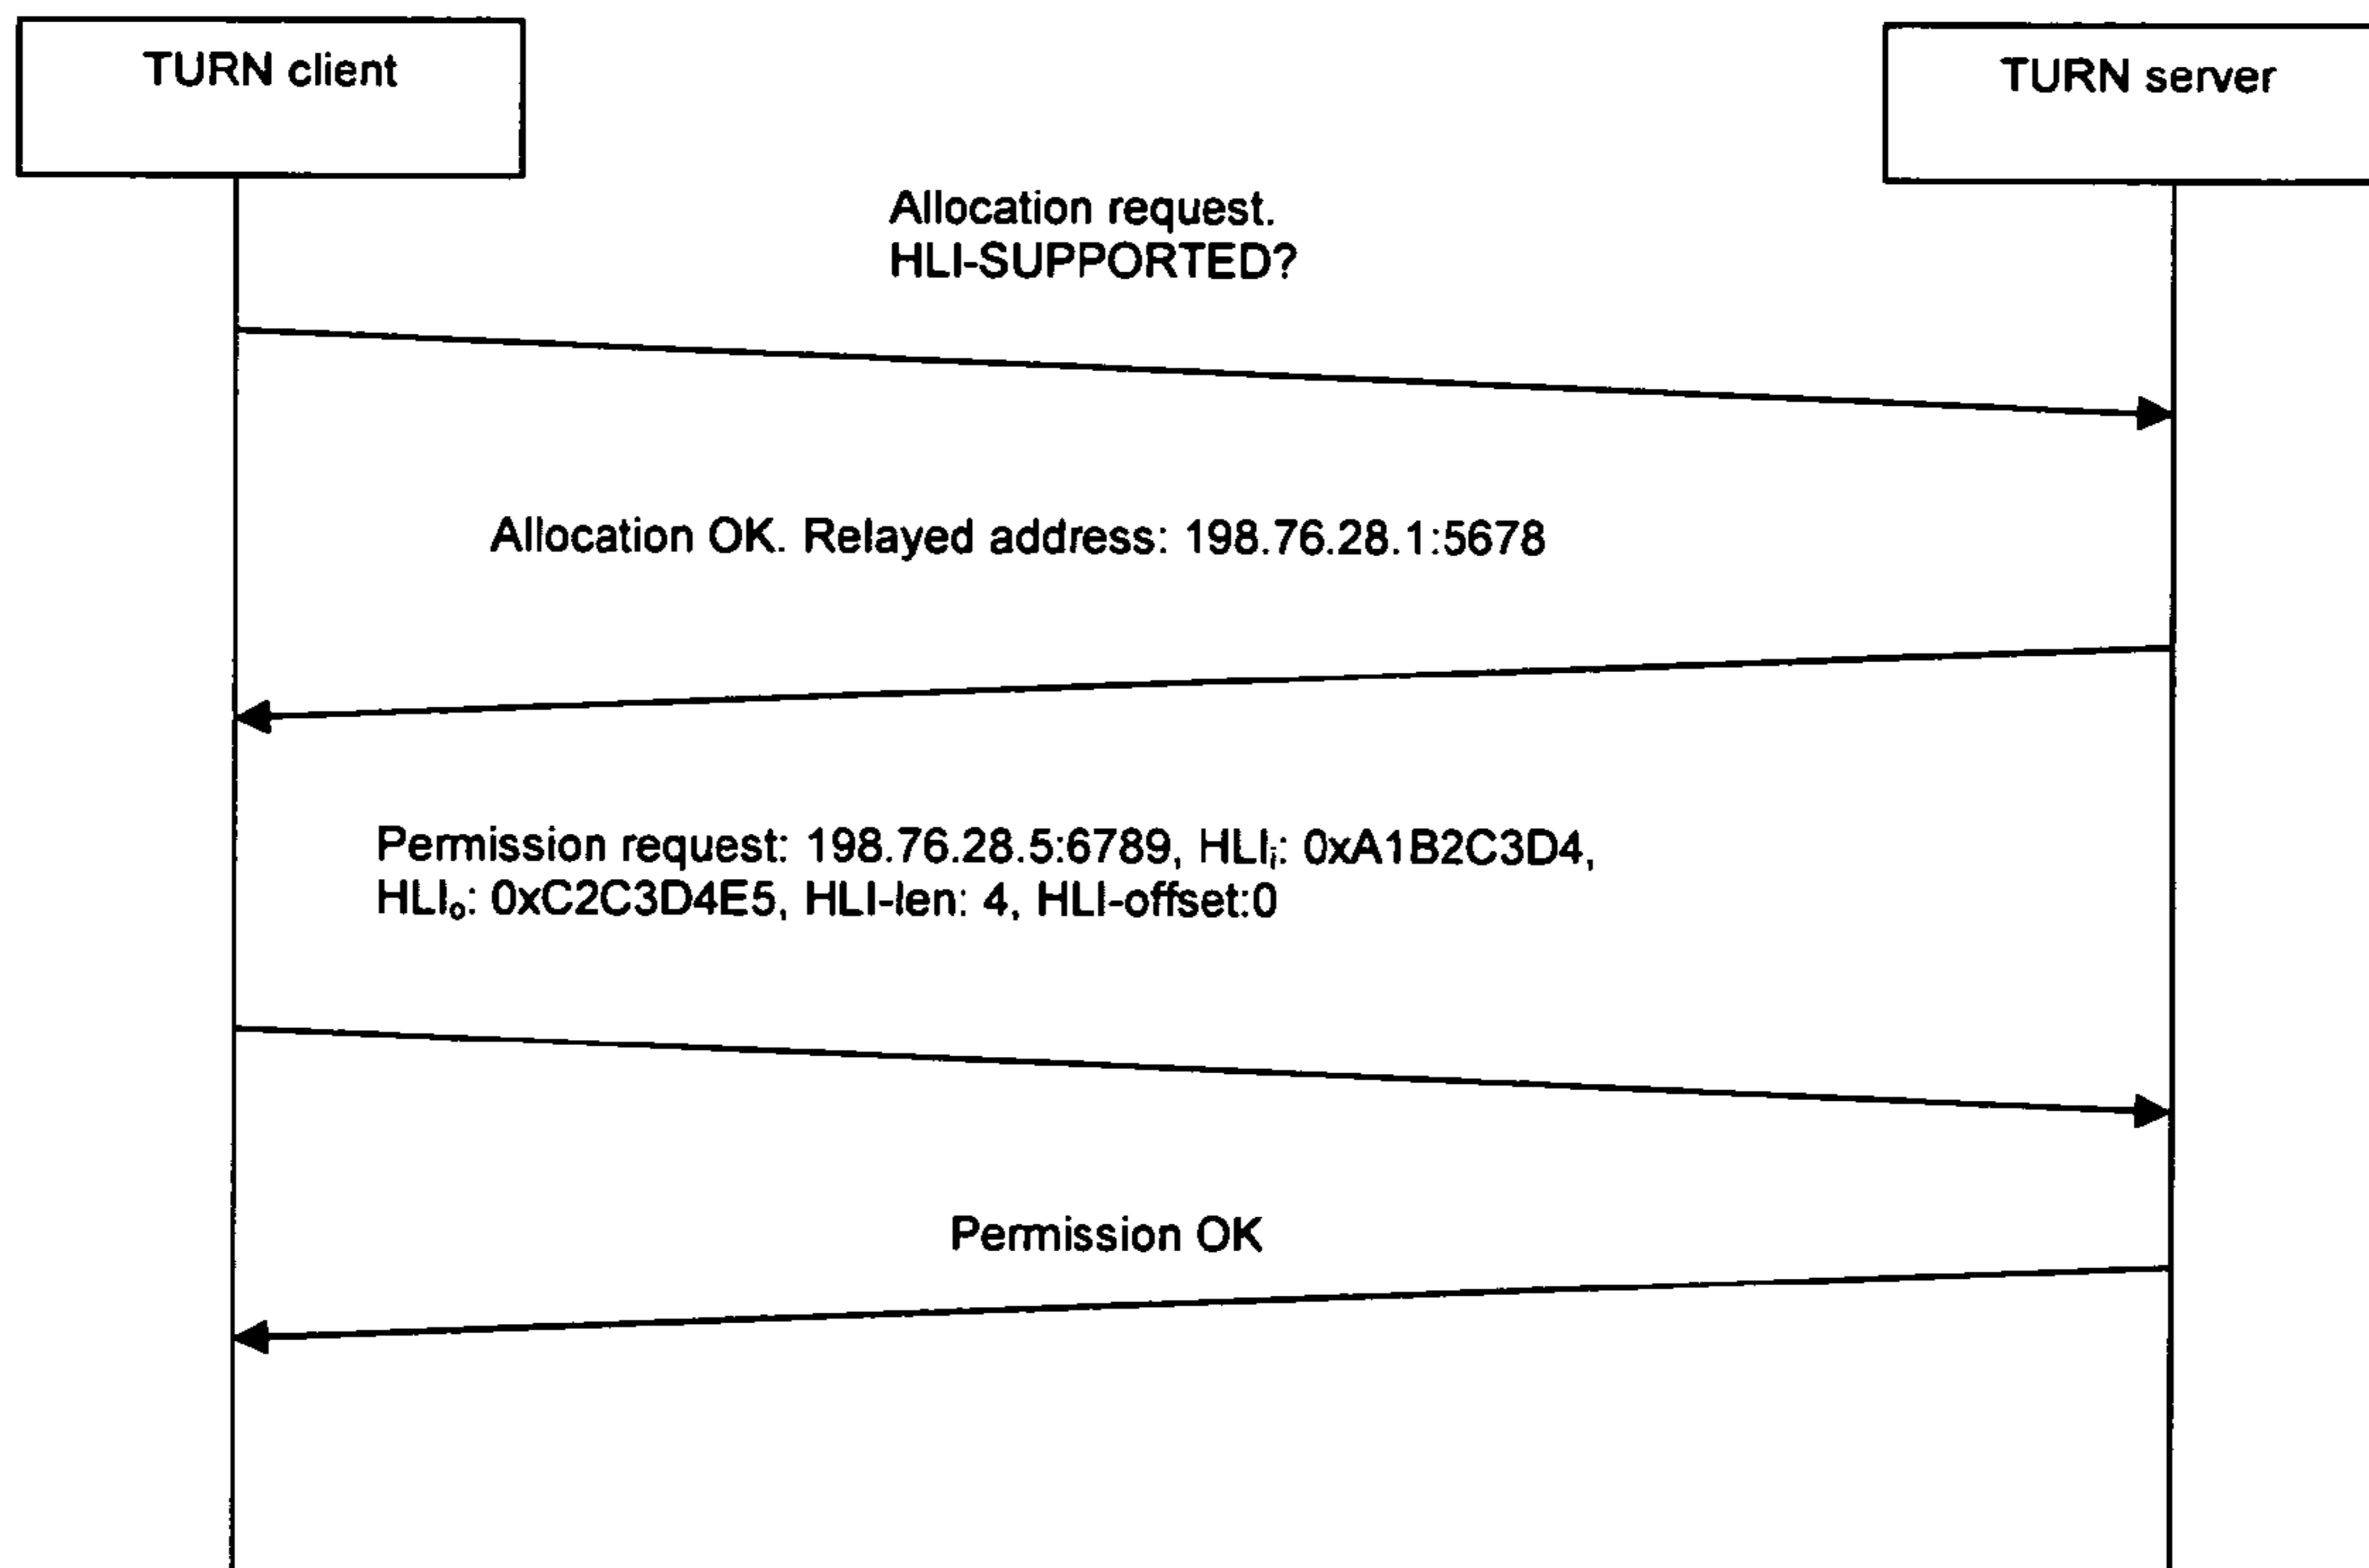 TURN client
TURN server
Allocation request.
HLI-SUPPORTED?
Allocation OK. Relayed address: 198.76.28.1:5678
Permission request: 198.76.28.5:6789, HLIᵢ: 0xA1B2C3D4,
HLIₒ: 0xC2C3D4E5, HLI-len: 4, HLI-offset:0
Permission OK